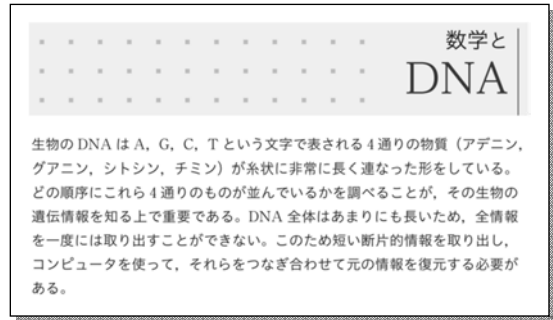 数学と
DNA
生物の DNA は A，G，C，T という文字で表される 4 通りの物質（アデニン，
グアニン，シトシン，チミン）が糸状に非常に長く連なった形をしている。
どの順序にこれら 4 通りのものが並んでいるかを調べることが，その生物の
遺伝情報を知る上で重要である。DNA 全体はあまりにも長いため，全情報
を一度には取り出すことができない。このため短い断片的情報を取り出し，
コンピュータを使って，それらをつなぎ合わせて元の情報を復元する必要が
ある。